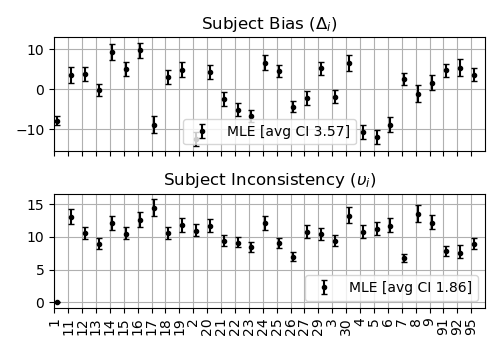 Subject Bias (Δi)
10
0
−10
MLE [avg CI 3.57]
Subject Inconsistency (υi)
15
10
5
0
MLE [avg CI 1.86]
1 11 12 13 14 15 16 17 18 19 2 20 21 22 23 24 25 26 27 29 3 30 4 5 6 7 8 9 91 92 95